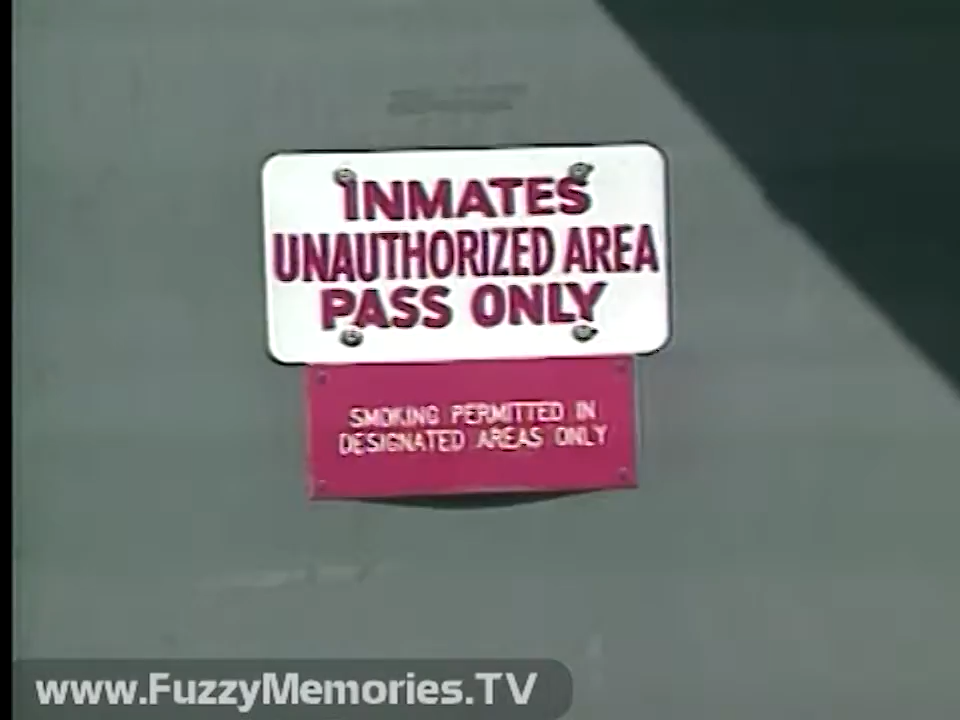 INMATES
UNAUTHORIZED AREA
PASS ONLY
SMOKING PERMITTED IN
DESIGNATED AREAS ONLY
www.FuzzyMemories.TV